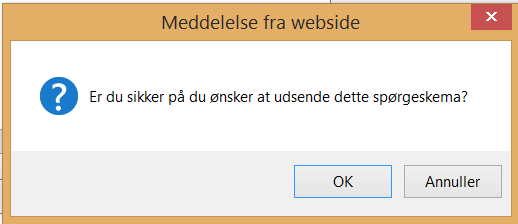 Meddelelse fra webside
Er du sikker på du ønsker at udsende dette spørgeskema?
OK
Annuller